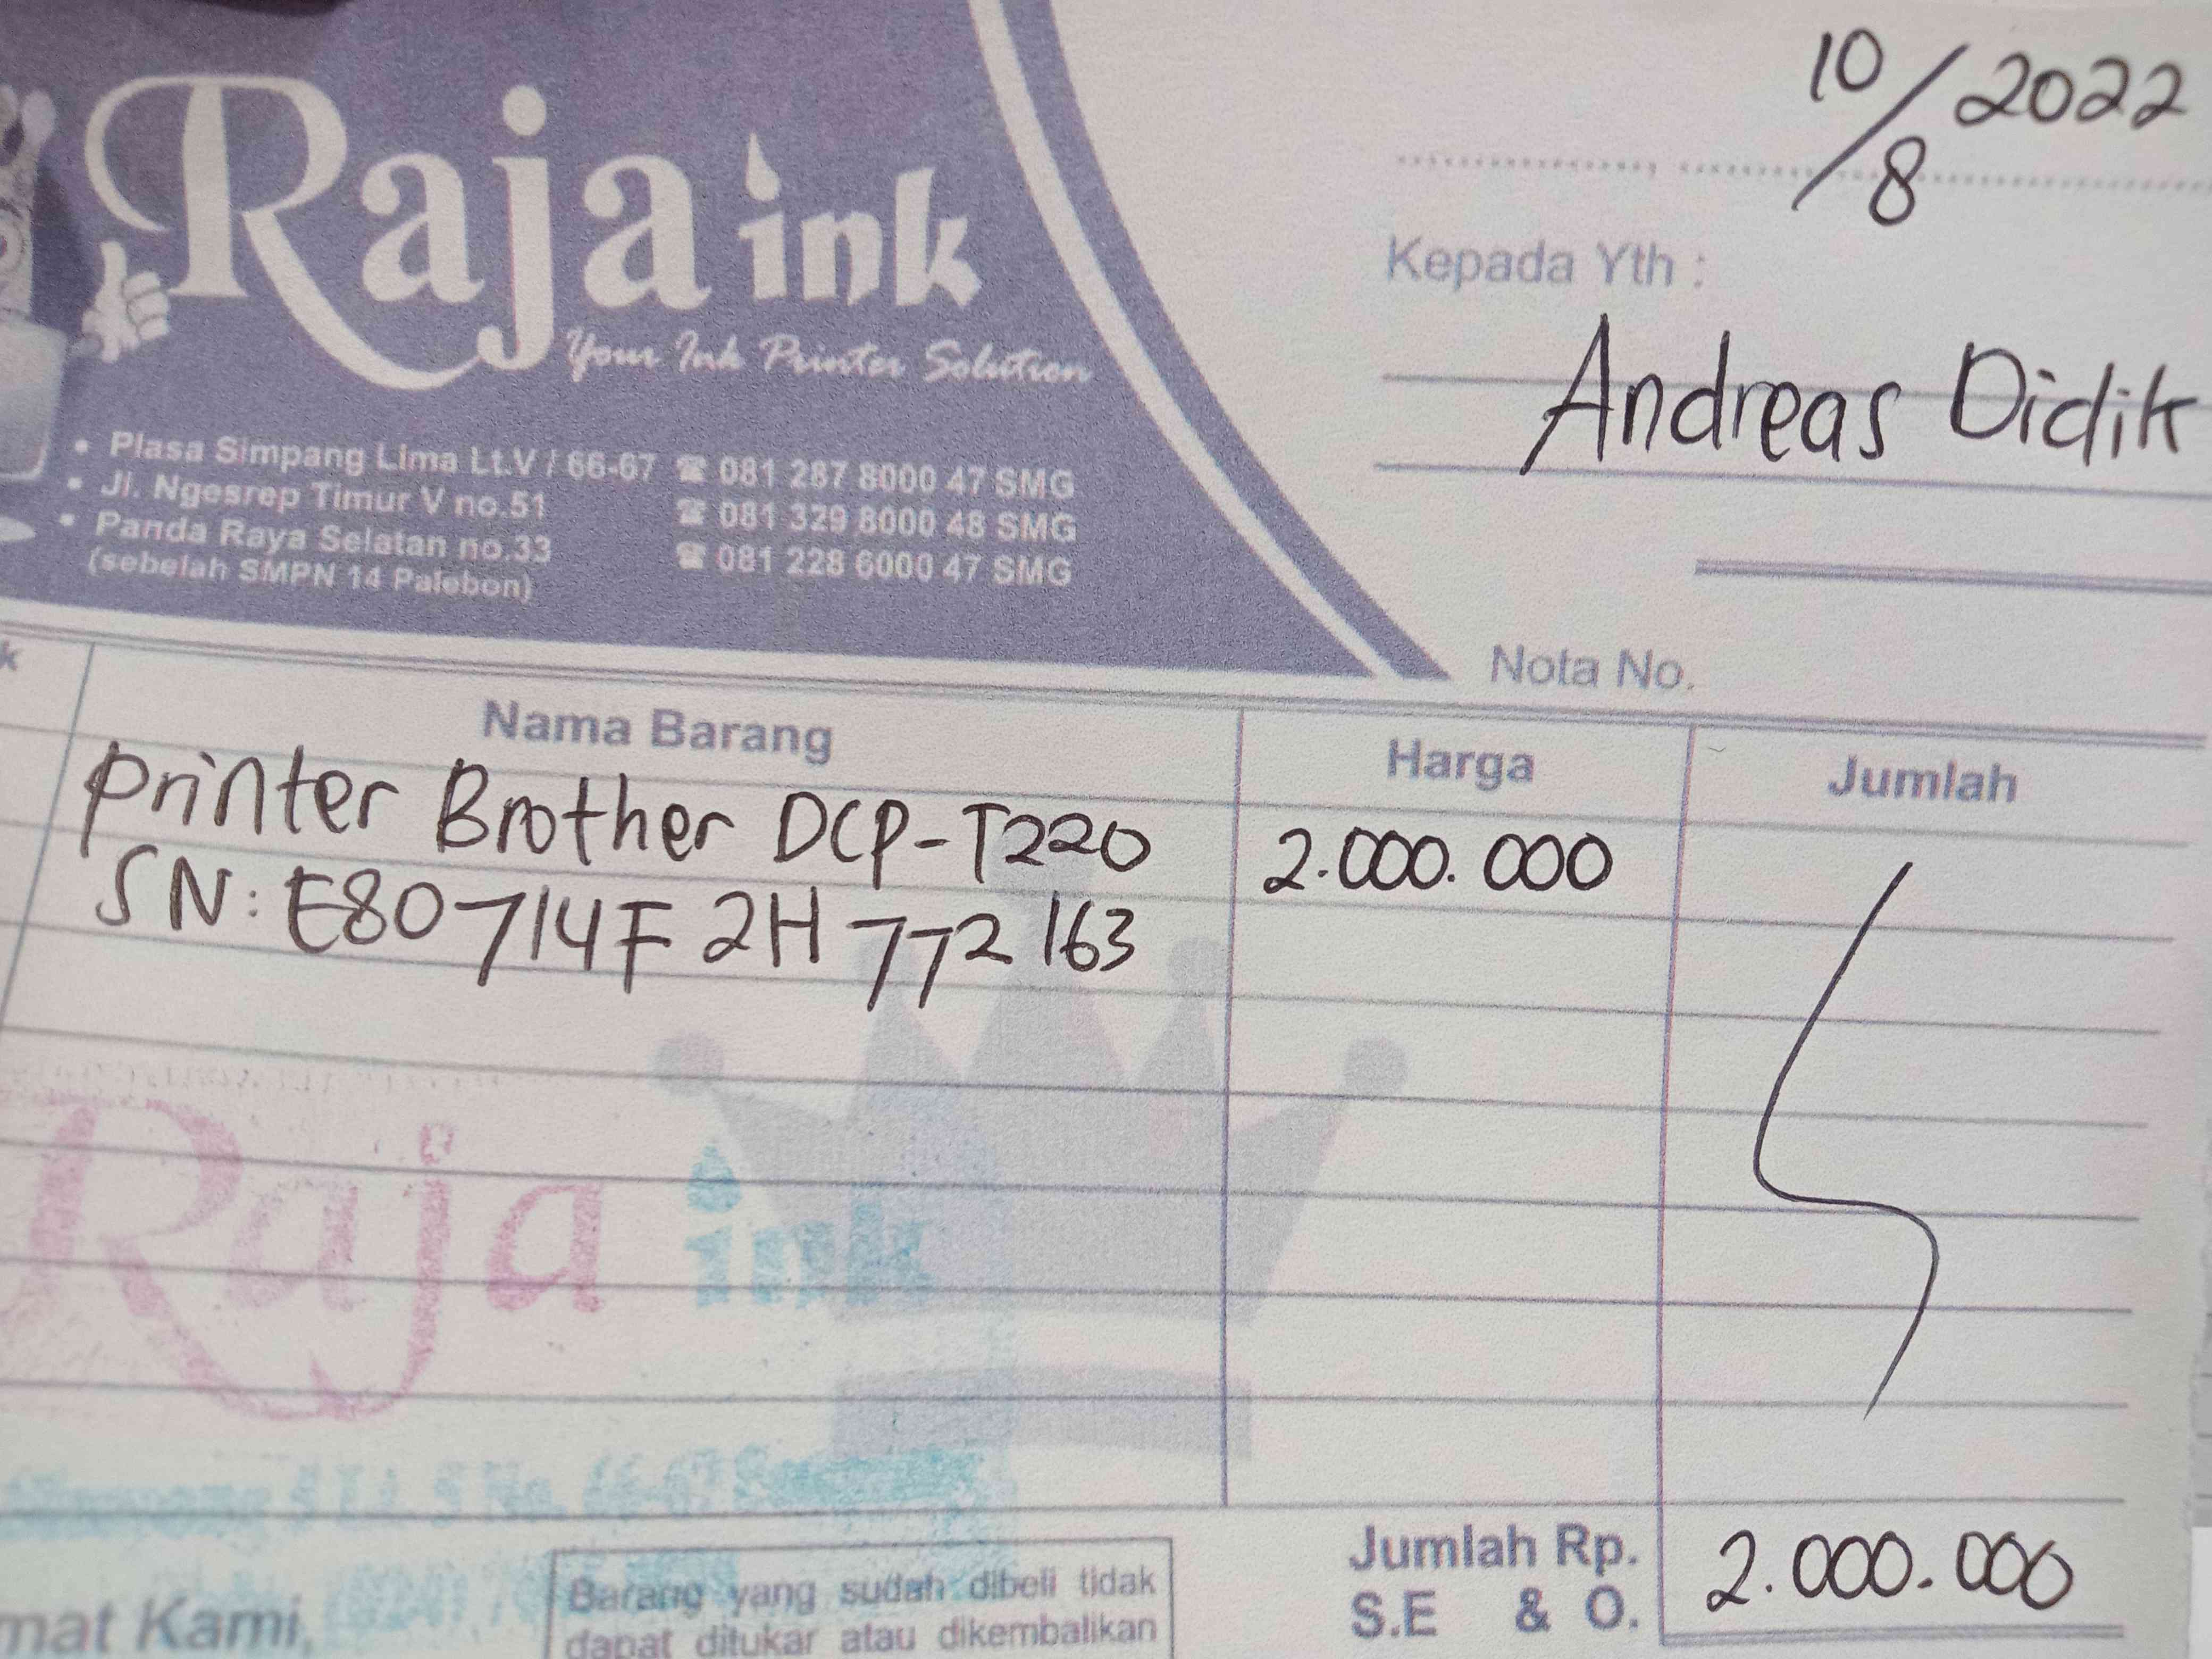 Raja ink
Your Ink Printer Solution
• Plasa Simpang Lima Lt.V / 66-67 ☎ 081 287 8000 47 SMG
• Jl. Ngesrep Timur V no.51 ☎ 081 329 8000 48 SMG
• Panda Raya Selatan no.33 ☎ 081 228 6000 47 SMG
(sebelah SMPN 14 Palebon)
10/8 2022
Kepada Yth :
Andreas Didik
Nota No.
k Nama Barang Harga Jumlah
Printer Brother DCP-T220 2.000.000
SN: E80714F2H772163
Raja ink
Jumlah Rp. 2.000.000
S.E & O.
Barang yang sudah dibeli tidak
dapat ditukar atau dikembalikan
mat Kami,